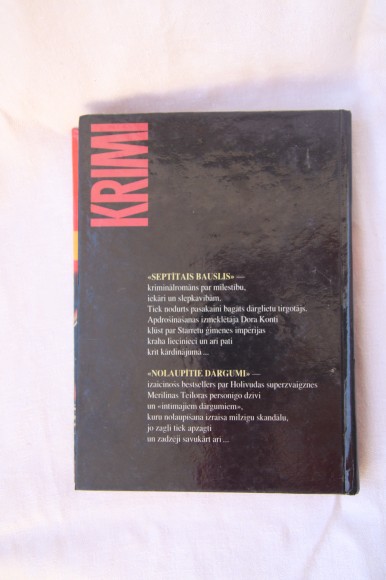 KRIMI
«SEPTĪTAIS BAUSLIS» —
kriminālromāns par mīlestību,
iekāri un slepkavībām.
Tiek nodurts pasakaini bagāts dārglietu tirgotājs.
Apdrošināšanas izmeklētāja Dora Konti
kļūst par Starretu ģimenes impērijas
kraha liecinieci un arī pati
krīt kārdinājumā ...
«NOLAUPĪTIE DĀRGUMI» —
izaicinošs bestsellers par Holivudas superzvaigznes
Merilinas Teiloras personīgo dzīvi
un «intīmajiem dārgumiem»,
kuru nolaupīšana izraisa milzīgu skandālu,
jo zagļi tiek apzagti
un zadzēji savukārt arī ...